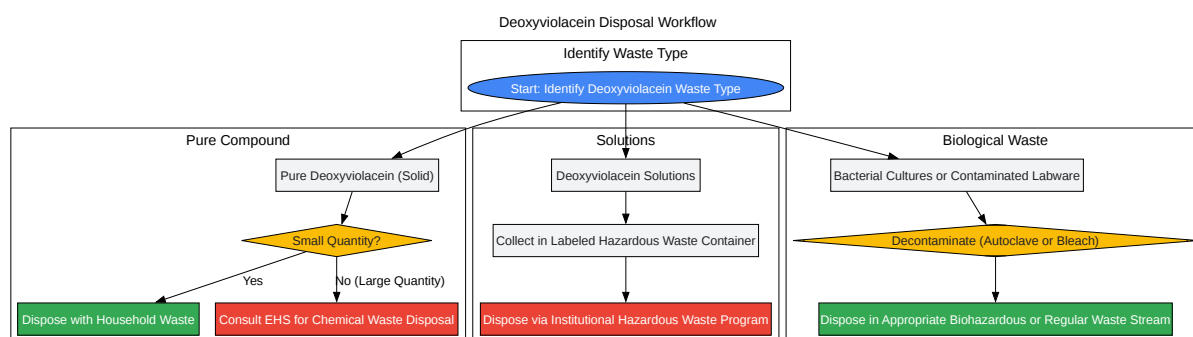 Deoxyviolacein Disposal Workflow
Identify Waste Type
Start: Identify Deoxyviolacein Waste Type
Pure Compound
Solutions
Biological Waste
Pure Deoxyviolacein (Solid)
Deoxyviolacein Solutions
Bacterial Cultures or Contaminated Labware
Small Quantity?
Collect in Labeled Hazardous Waste Container
Decontaminate (Autoclave or Bleach)
Yes
No (Large Quantity)
Dispose with Household Waste
Consult EHS for Chemical Waste Disposal
Dispose via Institutional Hazardous Waste Program
Dispose in Appropriate Biohazardous or Regular Waste Stream